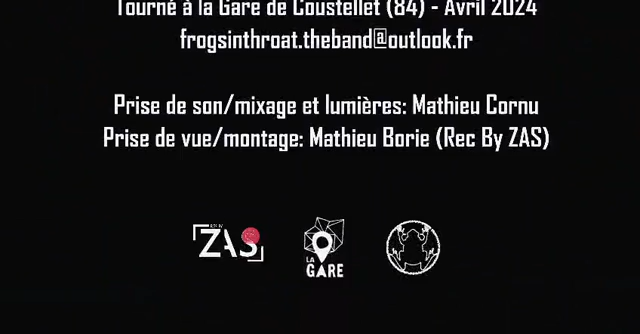 Tourné à la Gare de Coustellet (84) - Avril 2024
frogsinthroat.theband@outlook.fr
Prise de son/mixage et lumières: Mathieu Cornu
Prise de vue/montage: Mathieu Borie (Rec By ZAS)
ZAS
LA
GARE